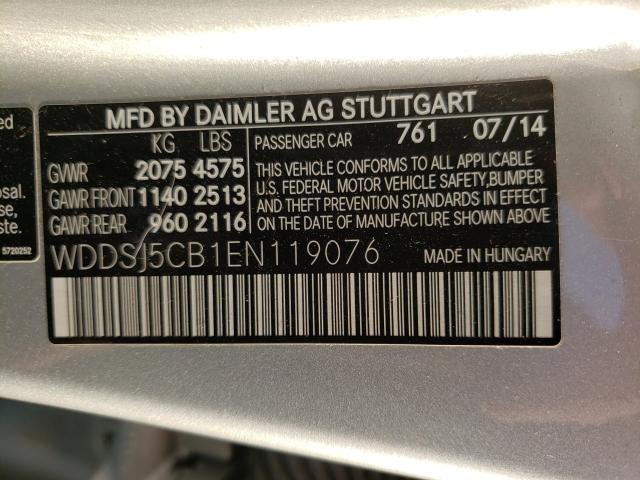 MFD BY DAIMLER AG STUTTGART
KG. LBS
GVWR 2075 4575
GAWR FRONT 1140 2513
GAWR REAR 960 2116
PASSENGER CAR 761 07/14
THIS VEHICLE CONFORMS TO ALL APPLICABLE
U.S. FEDERAL MOTOR VEHICLE SAFETY,BUMPER
AND THEFT PREVENTION STANDARDS IN EFFECT
ON THE DATE OF MANUFACTURE SHOWN ABOVE.
WDDSJ5CB1EN119076
MADE IN HUNGARY
5720252